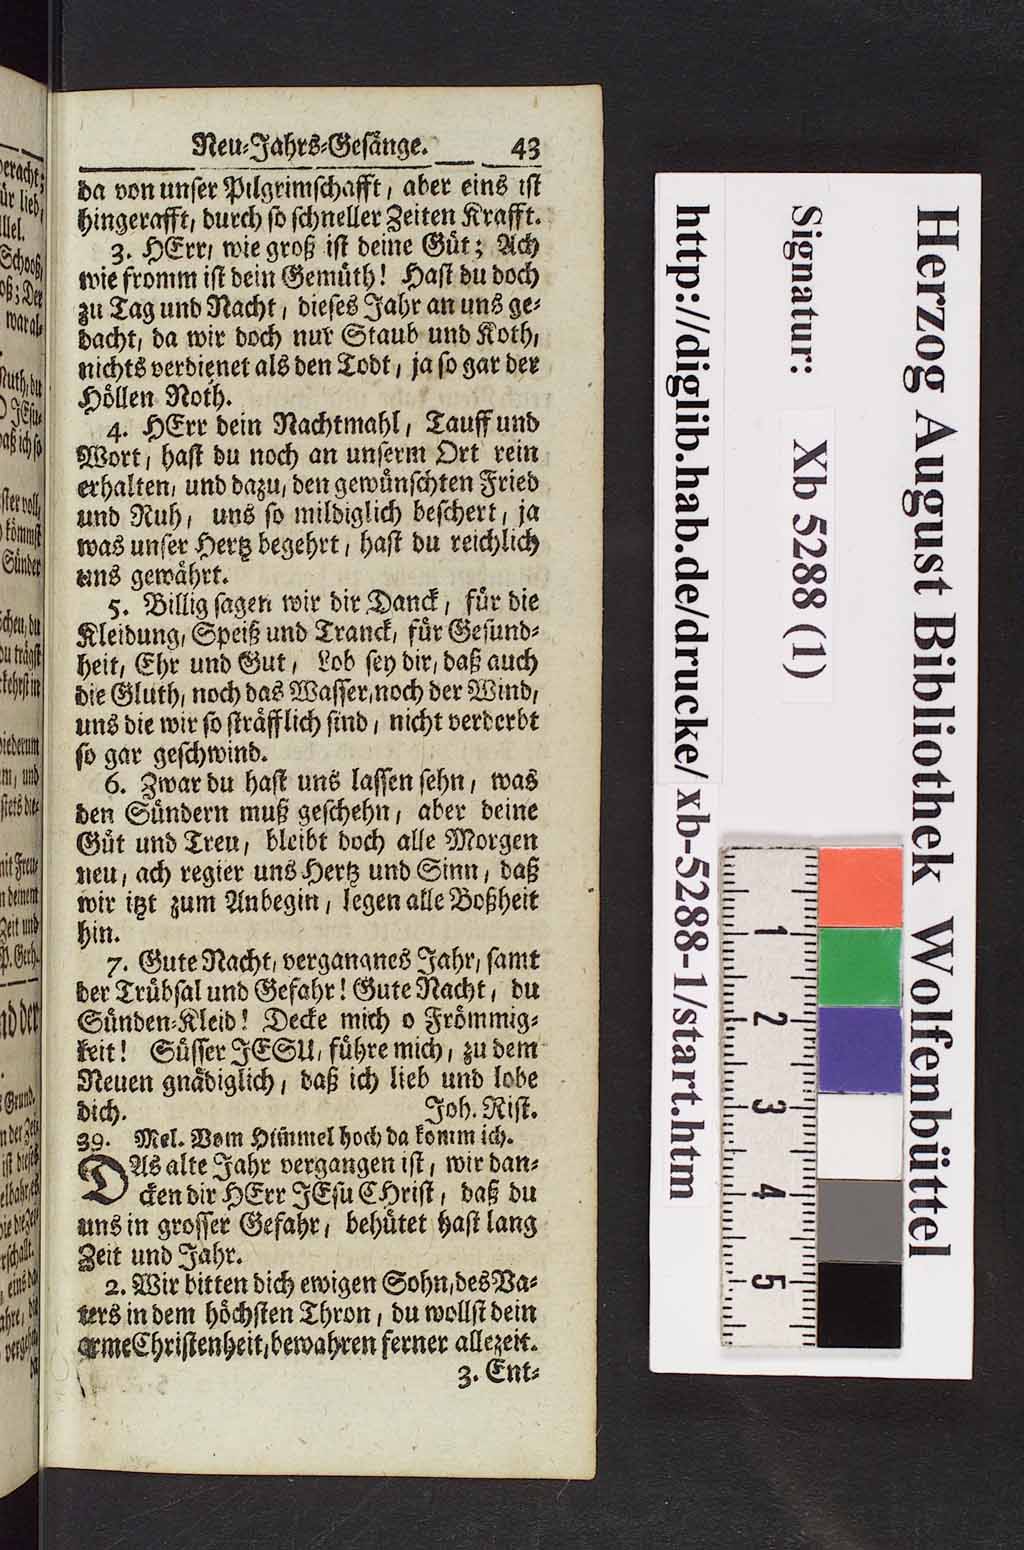 Neu-Jahrs-Gesänge. 43
da von unser Pilgrimschafft, aber eins ist
hingerafft, durch so schneller Zeiten Krafft.
3. HErr, wie groß ist deine Güt; Ach
wie fromm ist dein Gemüth! Hast du doch
zu Tag und Nacht, dieses Jahr an uns ge-
dacht, da wir doch nur Staub und Koth,
nichts verdienet als den Todt, ja so gar der
Höllen Noth.
4. HErr dein Nachtmahl, Tauff und
Wort, hast du noch an unserm Ort rein
erhalten, und dazu, den gewünschten Fried
und Ruh, uns so mildiglich beschert, ja
was unser Hertz begehrt, hast du reichlich
uns gewährt.
5. Billig sagen wir dir Danck, für die
Kleidung, Speiß und Tranck, für Gesund-
heit, Ehr und Gut, Lob sey dir, daß auch
die Gluth, noch das Wasser, noch der Wind,
uns die wir so sträfflich sind, nicht verderbt
so gar geschwind.
6. Zwar du hast uns lassen sehn, was
den Sündern muß geschehn, aber deine
Güt und Treu, bleibt doch alle Morgen
neu, ach regier uns Hertz und Sinn, daß
wir itzt zum Anbegin, legen alle Boßheit
hin.
7. Gute Nacht, vergangnes Jahr, samt
der Trübsal und Gefahr! Gute Nacht, du
Sünden-Kleid! Decke mich o Frömmig-
keit! Süsser JESU, führe mich, zu dem
Neuen gnädiglich, daß ich lieb und lobe
dich. Joh. Rist.
39. Mel. Vom Himmel hoch da komm ich.
DAs alte Jahr vergangen ist, wir dan-
cken dir HErr JEsu CHrist, daß du
uns in grosser Gefahr, behütet hast lang
Zeit und Jahr.
2. Wir bitten dich ewigen Sohn, des Va-
ters in dem höchsten Thron, du wollst dein
arme Christenheit, bewahren ferner allezeit.
3. Ent-
Herzog August Bibliothek Wolfenbüttel
Signatur: Xb 5288 (1)
http://diglib.hab.de/drucke/xb-5288-1/start.htm
1
2
3
4
5